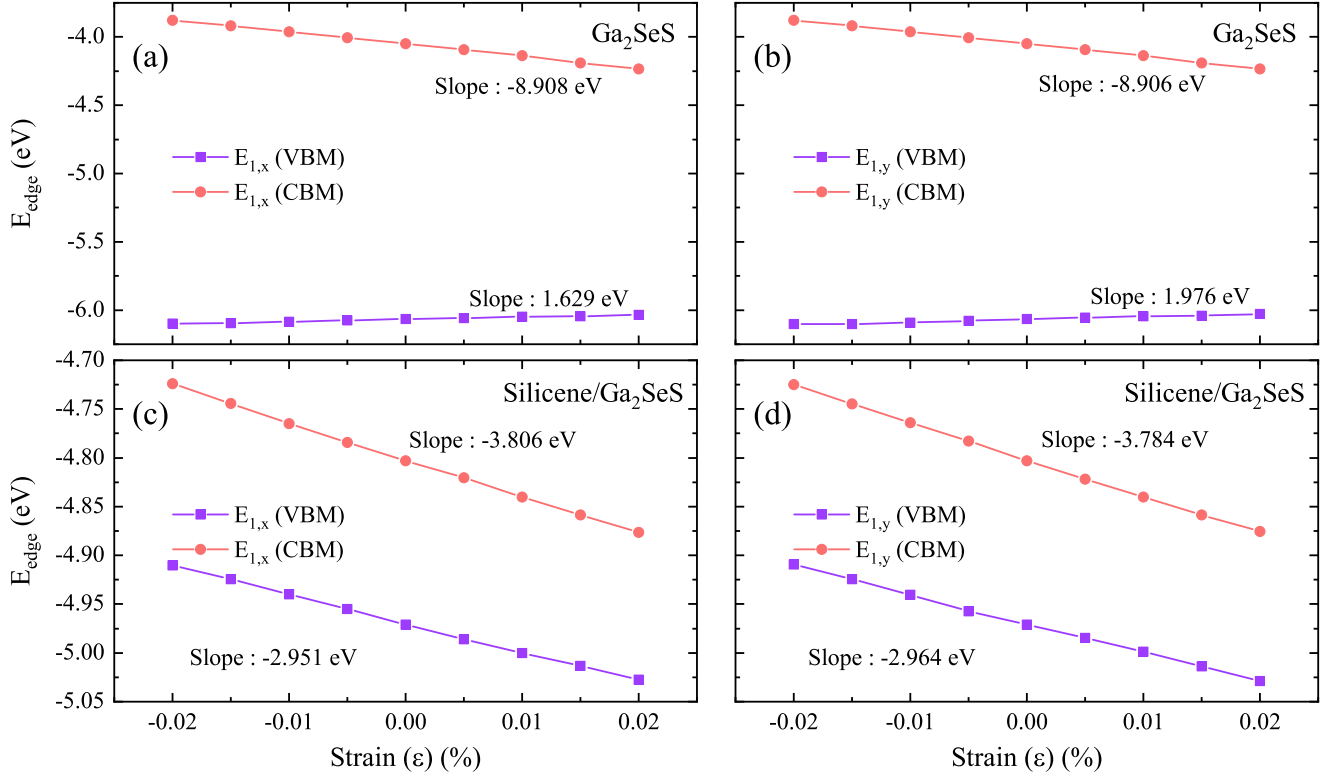 (a)
Ga₂SeS
Slope : -8.908 eV
E₁,ₓ (VBM)
E₁,ₓ (CBM)
Slope : 1.629 eV
-4.0
-4.5
-5.0
-5.5
-6.0
E_edge (eV)
(b)
Ga₂SeS
Slope : -8.906 eV
E₁,y (VBM)
E₁,y (CBM)
Slope : 1.976 eV
(c)
Silicene/Ga₂SeS
Slope : -3.806 eV
E₁,ₓ (VBM)
E₁,ₓ (CBM)
Slope : -2.951 eV
-4.70
-4.75
-4.80
-4.85
-4.90
-4.95
-5.00
-5.05
E_edge (eV)
-0.02
-0.01
0.00
0.01
0.02
Strain (ε) (%)
(d)
Silicene/Ga₂SeS
Slope : -3.784 eV
E₁,y (VBM)
E₁,y (CBM)
Slope : -2.964 eV
-0.02
-0.01
0.00
0.01
0.02
Strain (ε) (%)